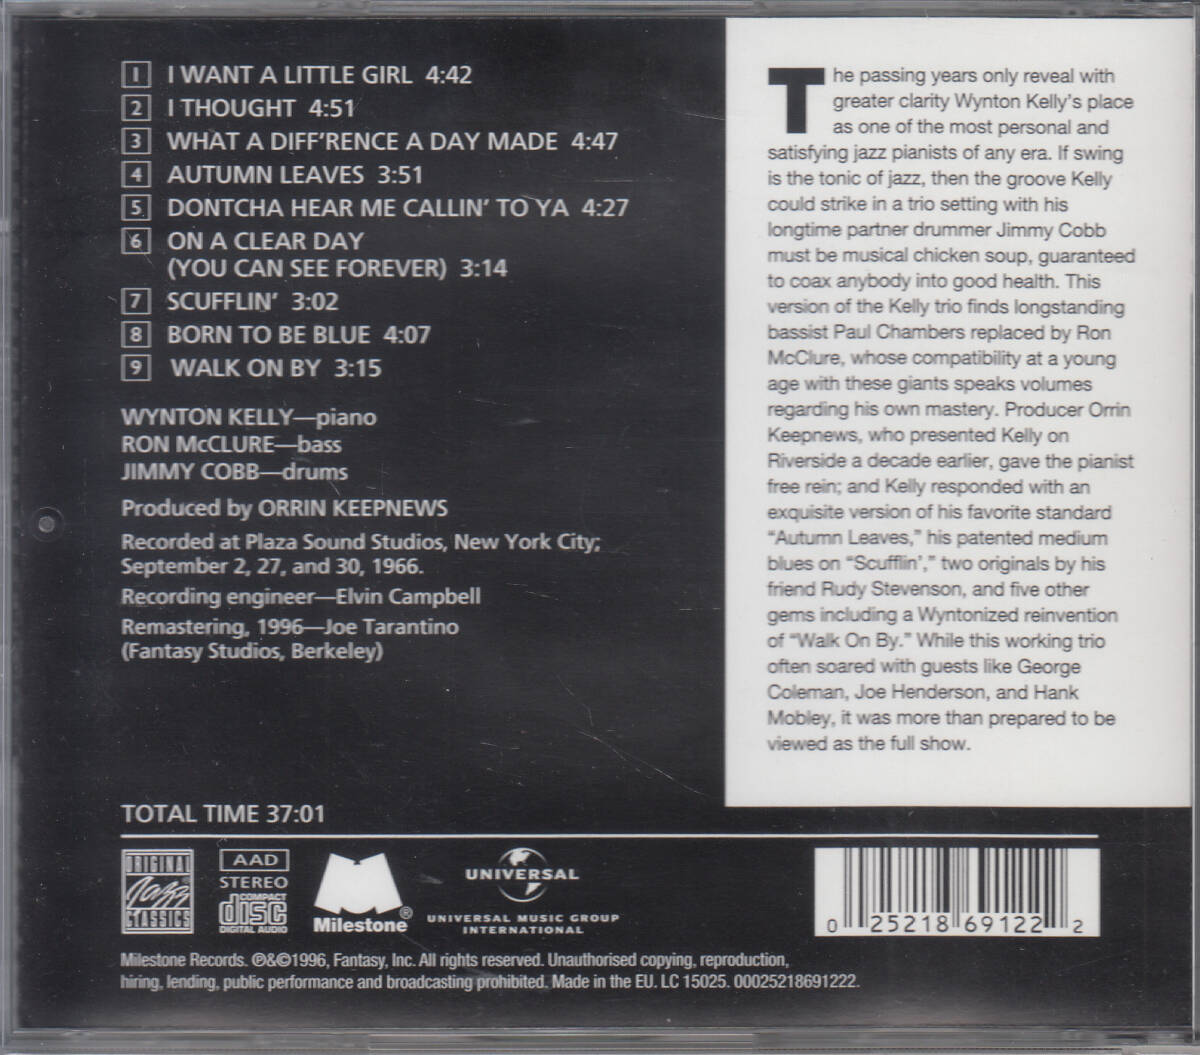 1 I WANT A LITTLE GIRL 4:42
2 I THOUGHT 4:51
3 WHAT A DIFF'RENCE A DAY MADE 4:47
4 AUTUMN LEAVES 3:51
5 DONTCHA HEAR ME CALLIN' TO YA 4:27
6 ON A CLEAR DAY
(YOU CAN SEE FOREVER) 3:14
7 SCUFFLIN' 3:02
8 BORN TO BE BLUE 4:07
9 WALK ON BY 3:15
WYNTON KELLY—piano
RON McCLURE—bass
JIMMY COBB—drums
Produced by ORRIN KEEPNEWS
Recorded at Plaza Sound Studios, New York City;
September 2, 27, and 30, 1966.
Recording engineer—Elvin Campbell
Remastering, 1996—Joe Tarantino
(Fantasy Studios, Berkeley)
The passing years only reveal with
greater clarity Wynton Kelly's place
as one of the most personal and
satisfying jazz pianists of any era. If swing
is the tonic of jazz, then the groove Kelly
could strike in a trio setting with his
longtime partner drummer Jimmy Cobb
must be musical chicken soup, guaranteed
to coax anybody into good health. This
version of the Kelly trio finds longstanding
bassist Paul Chambers replaced by Ron
McClure, whose compatibility at a young
age with these giants speaks volumes
regarding his own mastery. Producer Orrin
Keepnews, who presented Kelly on
Riverside a decade earlier, gave the pianist
free rein; and Kelly responded with an
exquisite version of his favorite standard
“Autumn Leaves,” his patented medium
blues on “Scufflin’,” two originals by his
friend Rudy Stevenson, and five other
gems including a Wyntonized reinvention
of “Walk On By.” While this working trio
often soared with guests like George
Coleman, Joe Henderson, and Hank
Mobley, it was more than prepared to be
viewed as the full show.
TOTAL TIME 37:01
ORIGINAL
Jazz
CLASSICS
AAD
STEREO
COMPACT
disc
DIGITAL AUDIO
Milestone®
UNIVERSAL
UNIVERSAL MUSIC GROUP
INTERNATIONAL
0 25218 69122 2
Milestone Records. ℗&©1996, Fantasy, Inc. All rights reserved. Unauthorised copying, reproduction,
hiring, lending, public performance and broadcasting prohibited. Made in the EU. LC 15025. 00025218691222.